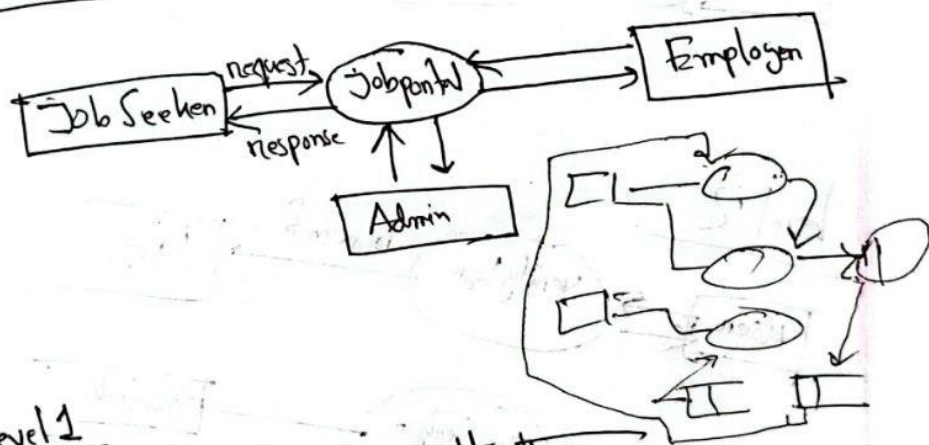 Job Seeker
request
response
Jobportal
Employer
Admin
Level 1